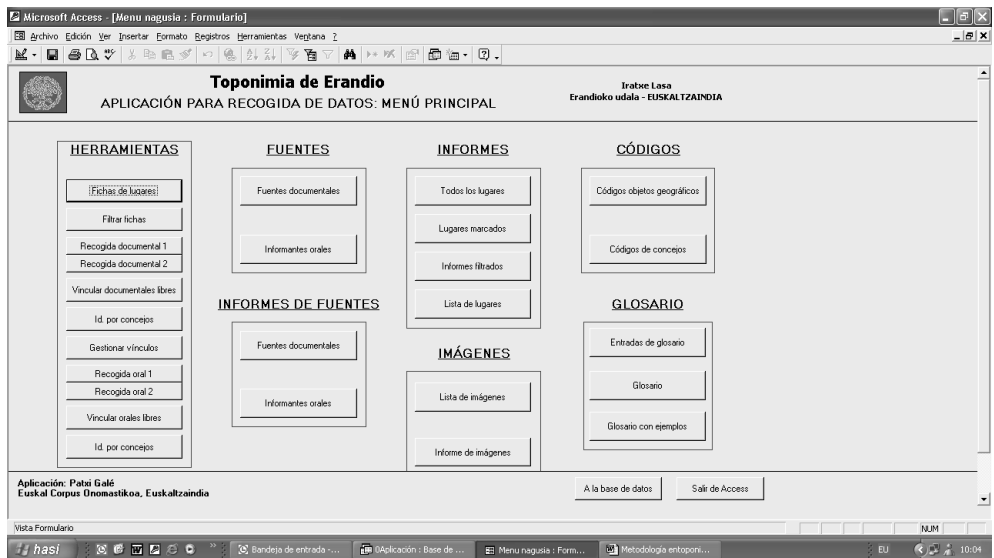 Microsoft Access - [Menu nagusia : Formulario]
Archivo Edición Ver Insertar Formato Registros Herramientas Ventana ?
Toponimia de Erandio
APLICACIÓN PARA RECOGIDA DE DATOS: MENÚ PRINCIPAL
Iratxe Lasa
Erandioko udala - EUSKALTZAINDIA
HERRAMIENTAS
Fichas de lugares
Filtrar fichas
Recogida documental 1
Recogida documental 2
Vincular documentales libres
Id. por concejos
Gestionar vínculos
Recogida oral 1
Recogida oral 2
Vincular orales libres
Id. por concejos
FUENTES
Fuentes documentales
Informantes orales
INFORMES DE FUENTES
Fuentes documentales
Informantes orales
INFORMES
Todos los lugares
Lugares marcados
Informes filtrados
Lista de lugares
IMÁGENES
Lista de imágenes
Informe de imágenes
CÓDIGOS
Códigos objetos geográficos
Códigos de concejos
GLOSARIO
Entradas de glosario
Glosario
Glosario con ejemplos
Aplicación: Patxi Galé
Euskal Corpus Onomastikoa, Euskaltzaindia
A la base de datos
Salir de Access
Vista Formulario
NUM
hasi
Bandeja de entrada -...
0Aplicación : Base de ...
Menu nagusia : Form...
Metodología entoponi...
EU
10:04